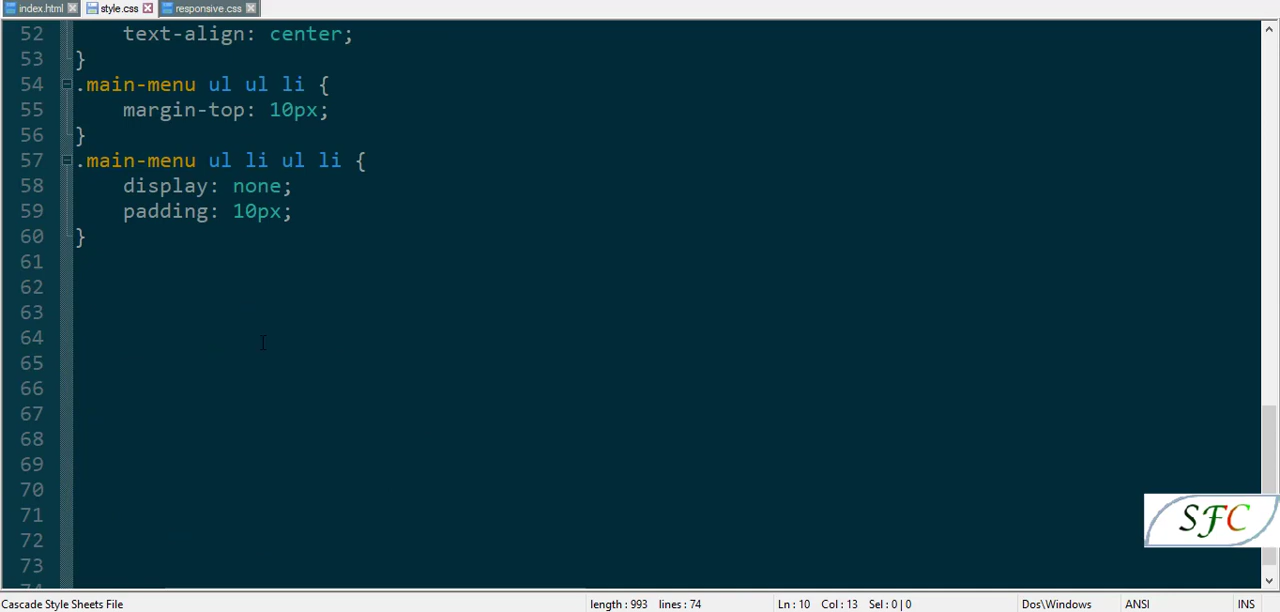 index.html style.css responsive.css
52 text-align: center;
53 }
54 .main-menu ul ul li {
55 margin-top: 10px;
56 }
57 .main-menu ul li ul li {
58 display: none;
59 padding: 10px;
60 }
61
62
63
64
65
66
67
68
69
70
71
72
73
74
SFC
Cascade Style Sheets File length : 993 lines : 74 Ln : 10 Col : 13 Sel : 0 | 0 Dos\Windows ANSI INS